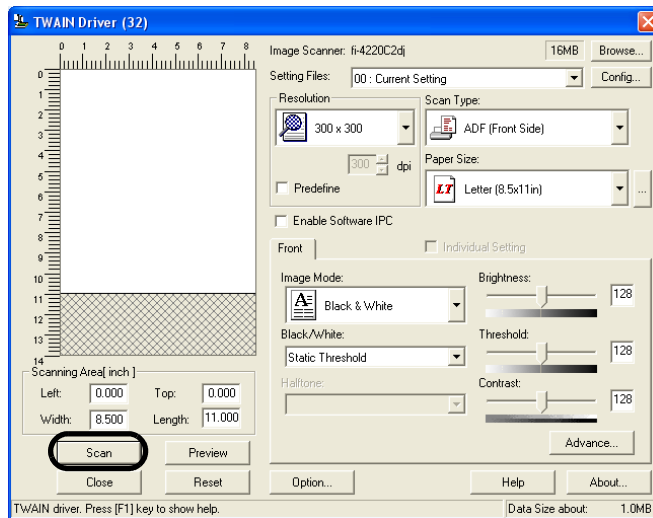 TWAIN Driver (32)
0 1 2 3 4 5 6 7 8
0
1
2
3
4
5
6
7
8
9
10
11
12
13
14
Image Scanner: fi-4220C2dj 16MB Browse...
Setting Files: 00 : Current Setting Config...
Resolution
300 x 300
300 dpi
Predefine
Scan Type:
ADF (Front Side)
Paper Size:
LT Letter (8.5x11in) ...
Enable Software IPC
Front Individual Setting
Image Mode:
Black & White
Black/White:
Static Threshold
Halftone:
Brightness:
128
Threshold:
128
Contrast:
128
Advance...
Scanning Area[ inch ]
Left: 0.000 Top: 0.000
Width: 8.500 Length: 11.000
Scan Preview
Close Reset Option... Help About...
TWAIN driver. Press [F1] key to show help. Data Size about: 1.0MB